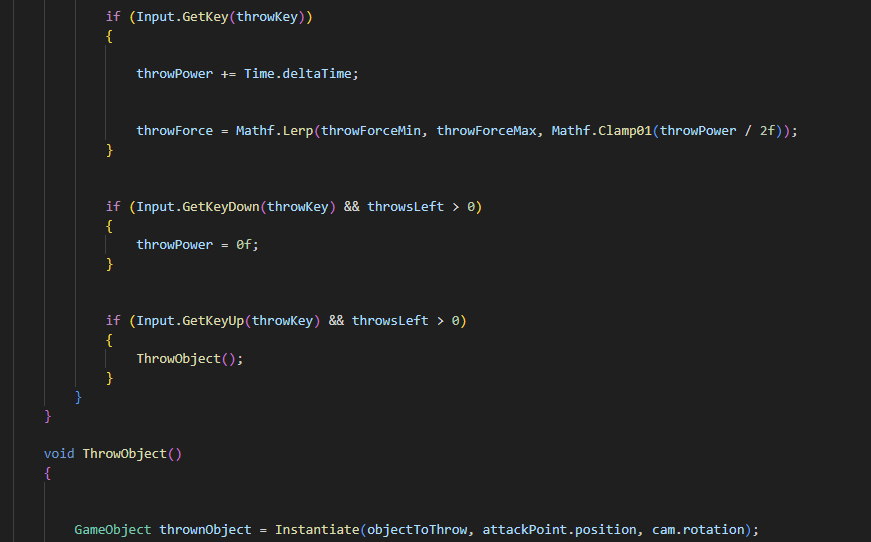 if (Input.GetKey(throwKey))
{
throwPower += Time.deltaTime;
throwForce = Mathf.Lerp(throwForceMin, throwForceMax, Mathf.Clamp01(throwPower / 2f));
}
if (Input.GetKeyDown(throwKey) && throwsLeft > 0)
{
throwPower = 0f;
}
if (Input.GetKeyUp(throwKey) && throwsLeft > 0)
{
ThrowObject();
}
}
}
void ThrowObject()
{
GameObject thrownObject = Instantiate(objectToThrow, attackPoint.position, cam.rotation);